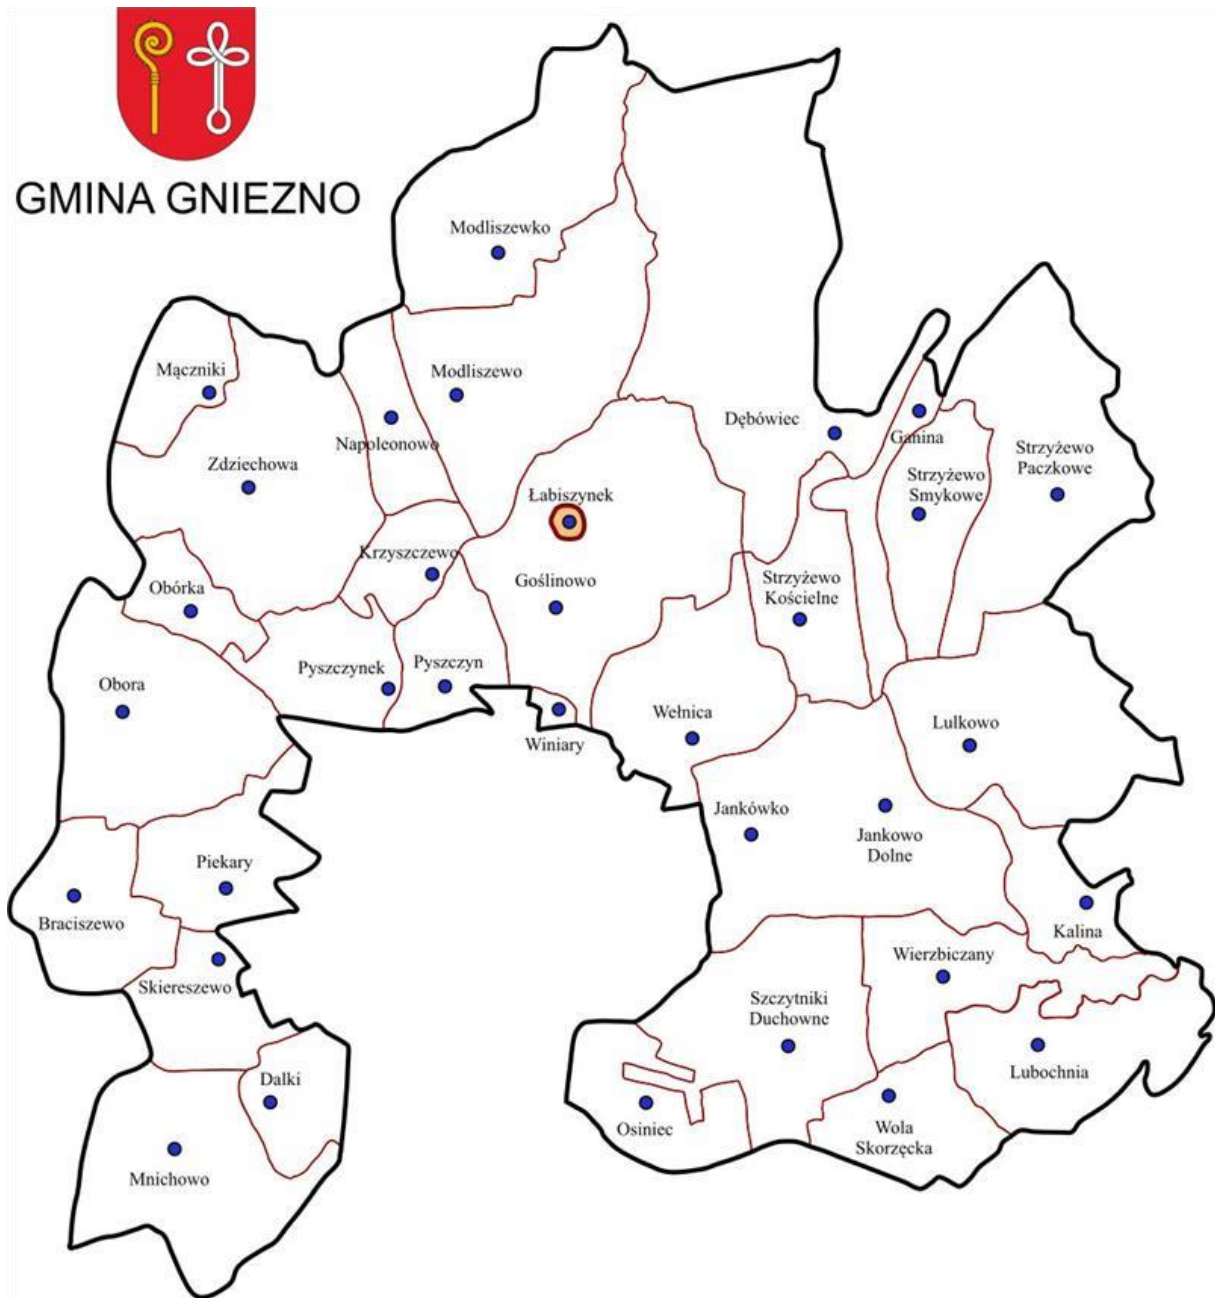 GMINA GNIEZNO
Modliszewko
Mączniki
Modliszewo
Napoleonowo
Dębówiec
Ganina
Strzyżewo
Paczkowe
Zdziechowa
Strzyżewo
Smykowe
Łabiszynek
Krzyszczewo
Goślinowo
Strzyżewo
Kościelne
Obórka
Pyszczynek
Pyszczyn
Obora
Wełnica
Lulkowo
Winiary
Jankówko
Jankowo
Dolne
Piekary
Braciszewo
Kalina
Wierzbiczany
Skiereszewo
Szczytniki
Duchowne
Lubochnia
Dalki
Osiniec
Wola
Skorzęcka
Mnichowo